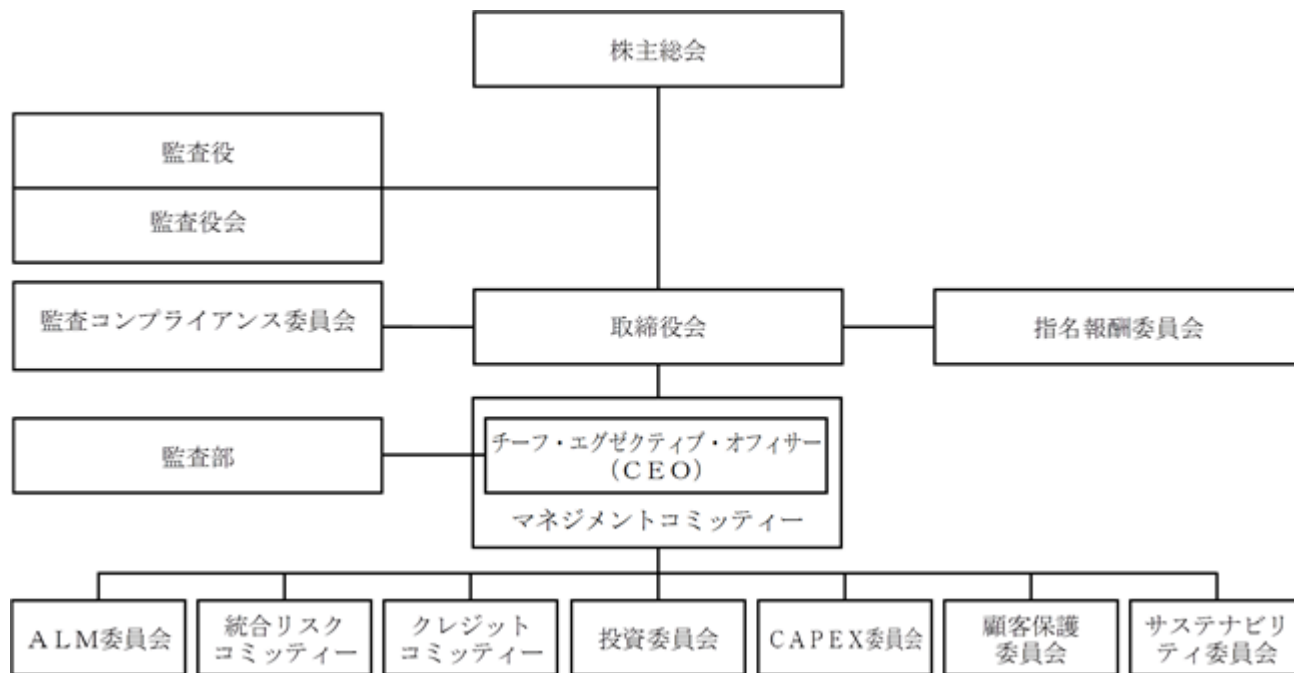 株主総会
監査役
監査役会
監査コンプライアンス委員会
取締役会
指名報酬委員会
監査部
チーフ・エグゼクティブ・オフィサー
（ＣＥＯ）
マネジメントコミッティー
ＡＬＭ委員会
統合リスク
コミッティー
クレジット
コミッティー
投資委員会
ＣＡＰＥＸ委員会
顧客保護
委員会
サステナビリ
ティ委員会